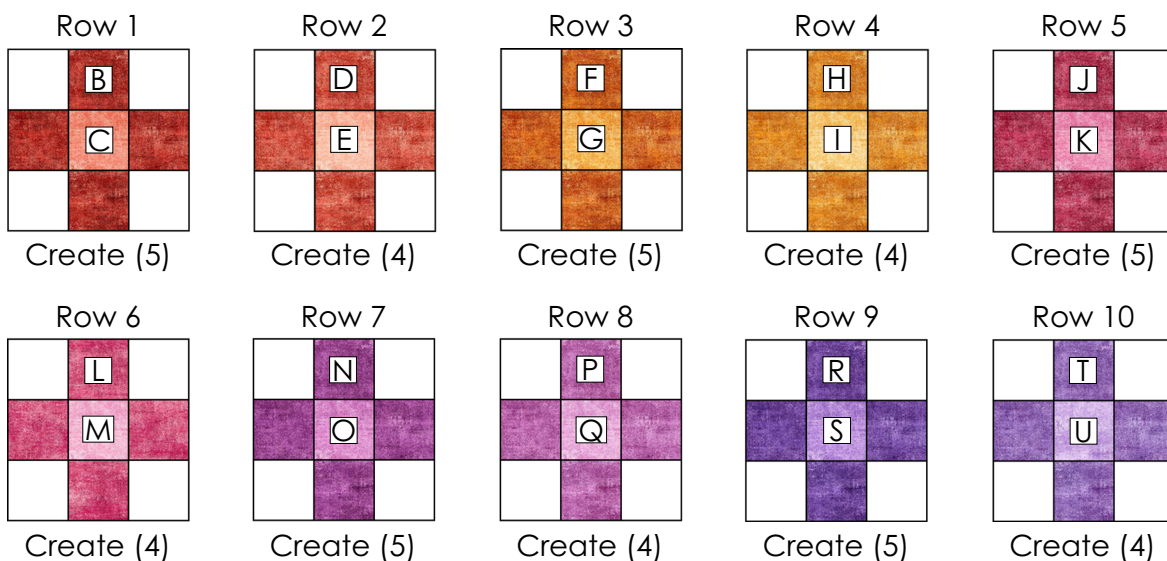 Row 1 Row 2 Row 3 Row 4 Row 5
B D F H J
C E G I K
Create (5) Create (4) Create (5) Create (4) Create (5)
Row 6 Row 7 Row 8 Row 9 Row 10
L N P R T
M O Q S U
Create (4) Create (5) Create (4) Create (5) Create (4)